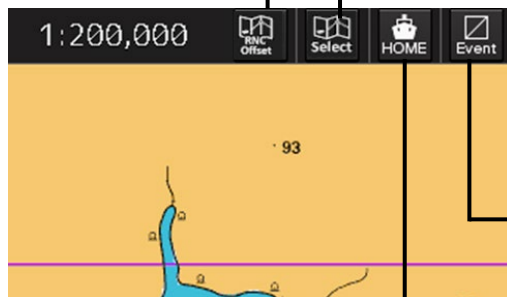 1:200,000
RNC
Offset
Select
HOME
Event
93